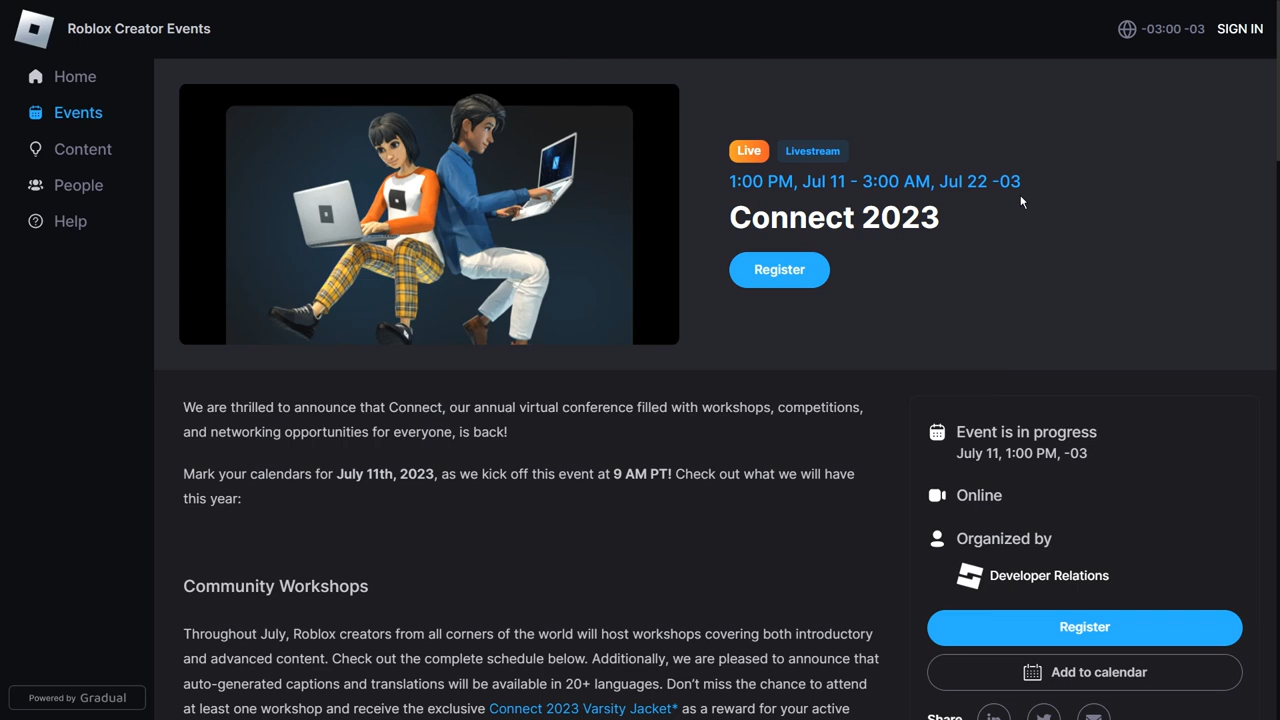 Roblox Creator Events
-03:00 -03
SIGN IN
Home
Events
Content
People
Help
Live
Livestream
1:00 PM, Jul 11 - 3:00 AM, Jul 22 -03
Connect 2023
Register
We are thrilled to announce that Connect, our annual virtual conference filled with workshops, competitions,
and networking opportunities for everyone, is back!
Mark your calendars for July 11th, 2023, as we kick off this event at 9 AM PT! Check out what we will have
this year:
Community Workshops
Throughout July, Roblox creators from all corners of the world will host workshops covering both introductory
and advanced content. Check out the complete schedule below. Additionally, we are pleased to announce that
auto-generated captions and translations will be available in 20+ languages. Don’t miss the chance to attend
at least one workshop and receive the exclusive Connect 2023 Varsity Jacket* as a reward for your active
Event is in progress
July 11, 1:00 PM, -03
Online
Organized by
Developer Relations
Register
Add to calendar
Share
Powered by Gradual